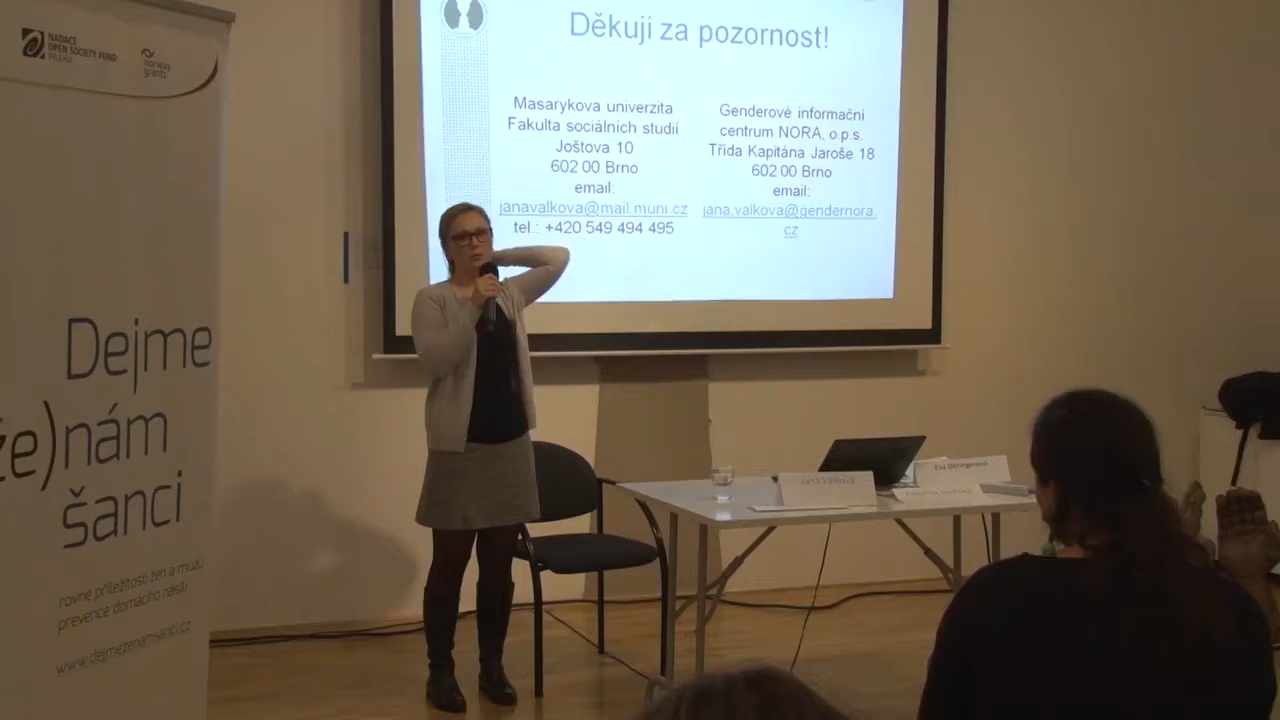 NADACE
OPEN SOCIETY FUND
PRAHA
norway
grants
Dejme
že)nám
šanci
rovné příležitosti žen a mužů
prevence domácího násilí
www.dejmezenamsanci.cz
Děkuji za pozornost!
Masarykova univerzita
Fakulta sociálních studií
Joštova 10
602 00 Brno
email:
janavalkova@mail.muni.cz
tel.: +420 549 494 495
Genderové informační
centrum NORA, o.p.s.
Třída Kapitána Jaroše 18
602 00 Brno
email:
jana.valkova@gendernora.
cz
Jana Valková
Eva Dittingerová